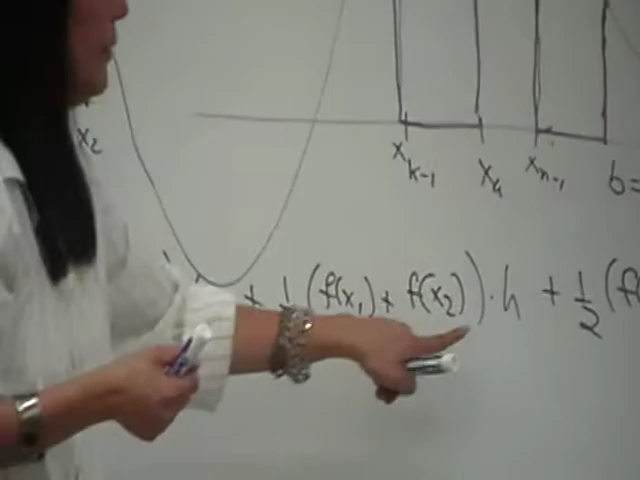 x₂
x_{k-1} x_k x_{n-1} b=
+ 1/2 (f(x₁)+ f(x₂))·h + 1/2 (f(